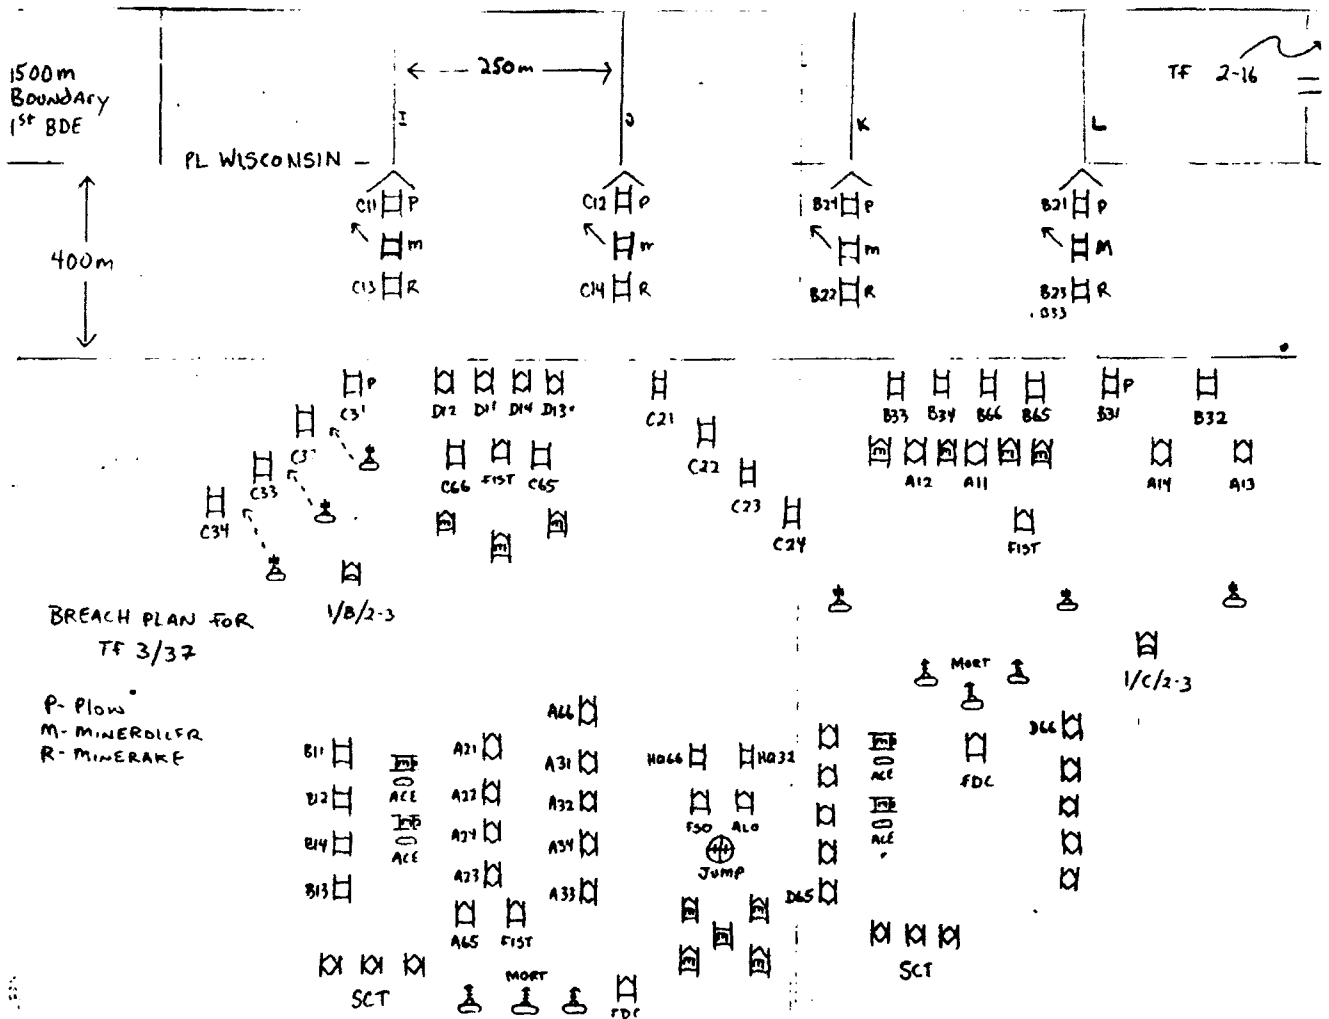 1500m
BOUNDARY
1st BDE
250m
TF 2-16
I
J
K
L
PL WISCONSIN
C11 P
C12 P
B24 P
B21 P
m
m
m
M
400m
C13 R
C14 R
B22 R
B23 R
B33
P
C31
D12 D11 D14 D13
C21
B33 B34 B66 B65
P
B31
B32
C33
C34
C66 FIST C65
C22
C23
C24
E
E
E
E
E
E
E
A12 A11
A14 A13
FIST
1/B/2-3
BREACH PLAN FOR
TF 3/37
P- PLOW
M- MINEROLLER
R- MINERAKE
MORT
1/C/2-3
A66
D66
B11
ACE
A21
A31
HQ66
HQ32
ACE
FDC
B12
A22
A32
FSO
ALO
ACE
B14
ACE
A24
A34
JUMP
B13
A23
A33
D65
A65 FIST
E
E
E
E
E
SCT
MORT
FDC
SCT